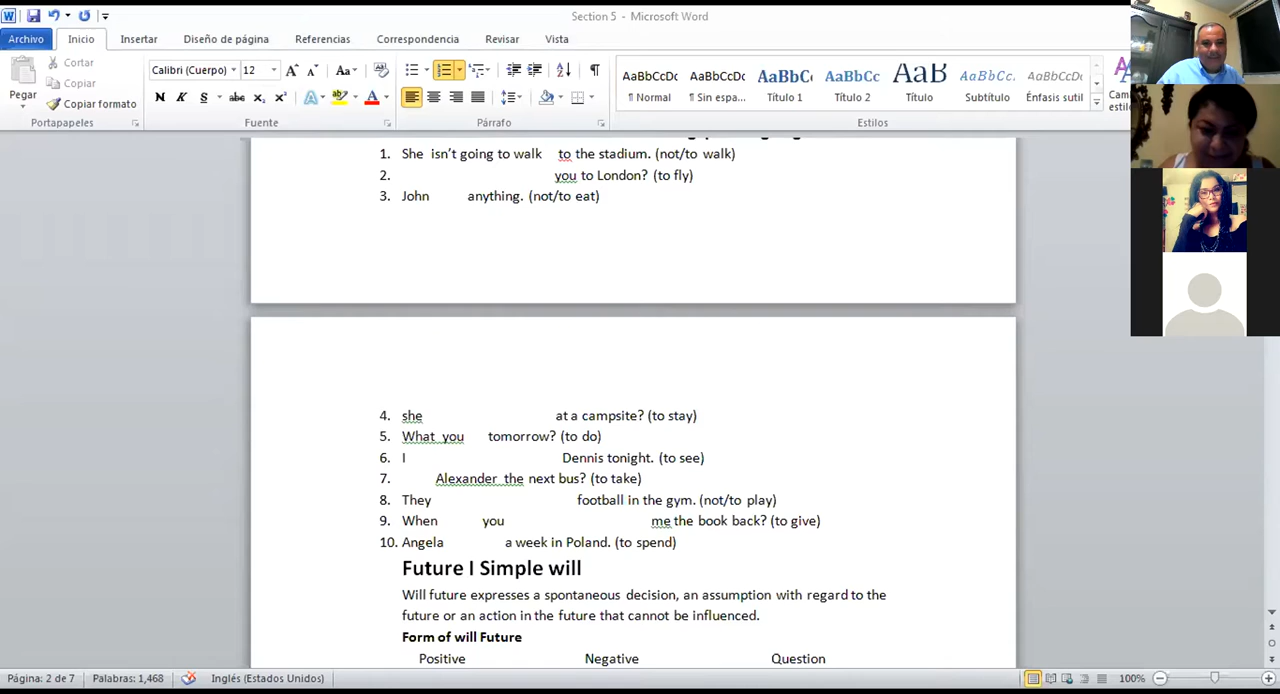 Section 5 - Microsoft Word
Archivo Inicio Insertar Diseño de página Referencias Correspondencia Revisar Vista
Pegar
Cortar
Copiar
Copiar formato
Portapapeles
Calibri (Cuerpo) 12
N K S abc x₂ x²
Fuente
Párrafo
AaBbCcDc AaBbCcDc AaBbCc AaBbCc AaB AaBbCcDc AaBbCcDc
¶ Normal ¶ Sin espa... Título 1 Título 2 Título Subtítulo Énfasis sutil
Estilos
1. She isn’t going to walk to the stadium. (not/to walk)
2. you to London? (to fly)
3. John anything. (not/to eat)
4. she at a campsite? (to stay)
5. What you tomorrow? (to do)
6. I Dennis tonight. (to see)
7. Alexander the next bus? (to take)
8. They football in the gym. (not/to play)
9. When you me the book back? (to give)
10. Angela a week in Poland. (to spend)
Future I Simple will
Will future expresses a spontaneous decision, an assumption with regard to the
future or an action in the future that cannot be influenced.
Form of will Future
Positive Negative Question
Página: 2 de 7 Palabras: 1,468 Inglés (Estados Unidos) 100%